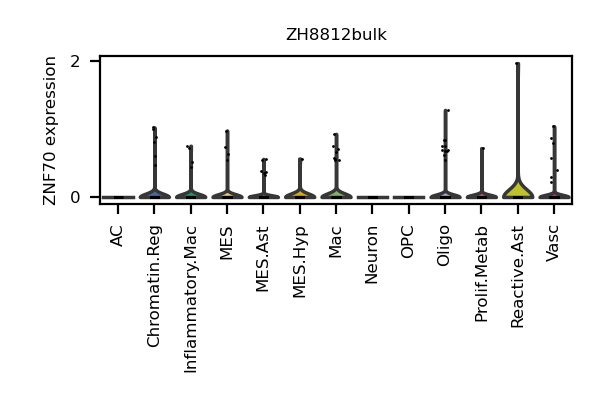 ZH8812bulk
ZNF70 expression
2
0
AC
Chromatin.Reg
Inflammatory.Mac
MES
MES.Ast
MES.Hyp
Mac
Neuron
OPC
Oligo
Prolif.Metab
Reactive.Ast
Vasc